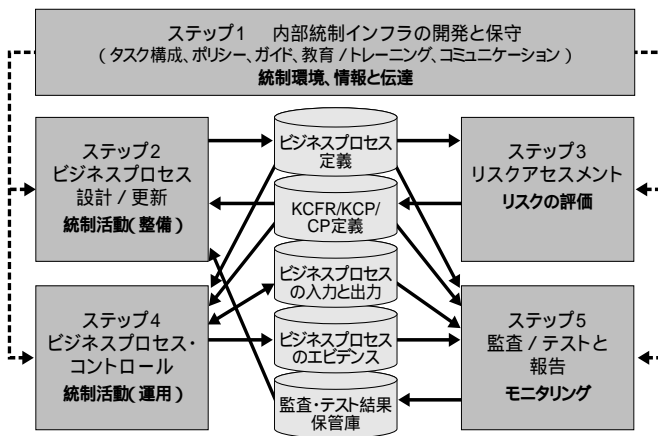 ステップ1 内部統制インフラの開発と保守
(タスク構成、ポリシー、ガイド、教育/トレーニング、コミュニケーション)
統制環境、情報と伝達
ステップ2
ビジネスプロセス
設計/更新
統制活動(整備)
ビジネスプロセス
定義
KCFR/KCP/
CP定義
ビジネスプロセス
の入力と出力
ビジネスプロセス
のエビデンス
監査・テスト結果
保管庫
ステップ3
リスクアセスメント
リスクの評価
ステップ4
ビジネスプロセス・
コントロール
統制活動(運用)
ステップ5
監査/テストと
報告
モニタリング